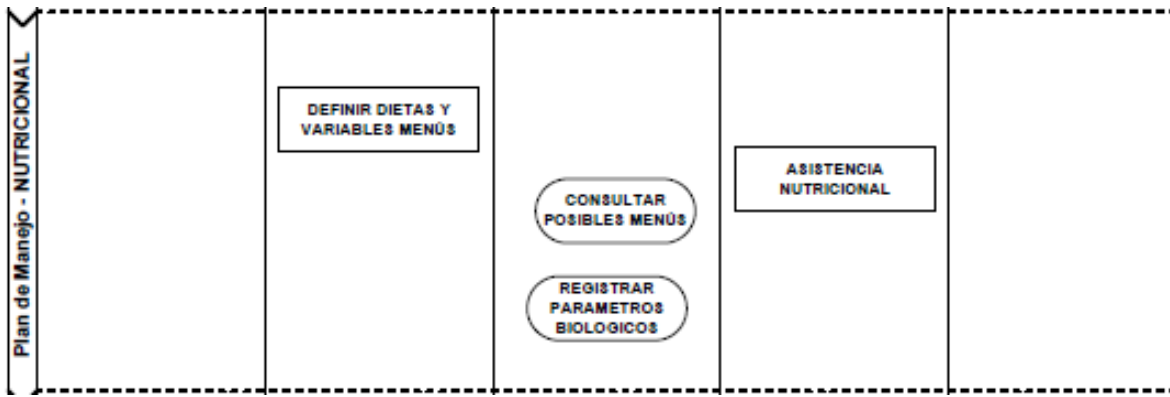 Plan de Manejo - NUTRICIONAL
DEFINIR DIETAS Y
VARIABLES MENÚS
CONSULTAR
POSIBLES MENÚS
REGISTRAR
PARAMETROS
BIOLOGICOS
ASISTENCIA
NUTRICIONAL